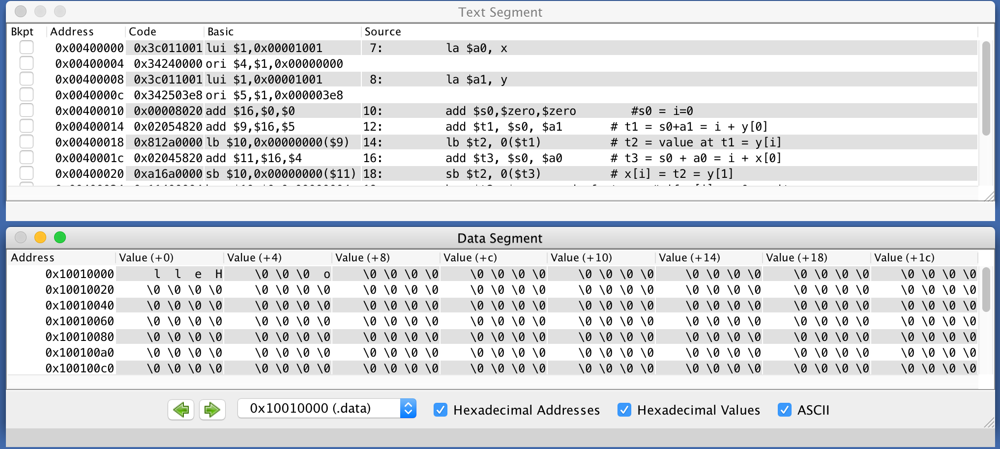 Text Segment
Bkpt Address Code Basic Source
0x00400000 0x3c011001 lui $1,0x00001001 7: la $a0, x
0x00400004 0x34240000 ori $4,$1,0x00000000
0x00400008 0x3c011001 lui $1,0x00001001 8: la $a1, y
0x0040000c 0x342503e8 ori $5,$1,0x000003e8
0x00400010 0x00008020 add $16,$0,$0 10: add $s0,$zero,$zero #s0 = i=0
0x00400014 0x02054820 add $9,$16,$5 12: add $t1, $s0, $a1 # t1 = s0+a1 = i + y[0]
0x00400018 0x812a0000 lb $10,0x00000000($9) 14: lb $t2, 0($t1) # t2 = value at t1 = y[i]
0x0040001c 0x02045820 add $11,$16,$4 16: add $t3, $s0, $a0 # t3 = s0 + a0 = i + x[0]
0x00400020 0xa16a0000 sb $10,0x00000000($11) 18: sb $t2, 0($t3) # x[i] = t2 = y[1]
Data Segment
Address Value (+0) Value (+4) Value (+8) Value (+c) Value (+10) Value (+14) Value (+18) Value (+1c)
0x10010000 l l e H \0 \0 \0 o \0 \0 \0 \0 \0 \0 \0 \0 \0 \0 \0 \0 \0 \0 \0 \0 \0 \0 \0 \0 \0 \0 \0 \0
0x10010020 \0 \0 \0 \0 \0 \0 \0 \0 \0 \0 \0 \0 \0 \0 \0 \0 \0 \0 \0 \0 \0 \0 \0 \0 \0 \0 \0 \0 \0 \0 \0 \0
0x10010040 \0 \0 \0 \0 \0 \0 \0 \0 \0 \0 \0 \0 \0 \0 \0 \0 \0 \0 \0 \0 \0 \0 \0 \0 \0 \0 \0 \0 \0 \0 \0 \0
0x10010060 \0 \0 \0 \0 \0 \0 \0 \0 \0 \0 \0 \0 \0 \0 \0 \0 \0 \0 \0 \0 \0 \0 \0 \0 \0 \0 \0 \0 \0 \0 \0 \0
0x10010080 \0 \0 \0 \0 \0 \0 \0 \0 \0 \0 \0 \0 \0 \0 \0 \0 \0 \0 \0 \0 \0 \0 \0 \0 \0 \0 \0 \0 \0 \0 \0 \0
0x100100a0 \0 \0 \0 \0 \0 \0 \0 \0 \0 \0 \0 \0 \0 \0 \0 \0 \0 \0 \0 \0 \0 \0 \0 \0 \0 \0 \0 \0 \0 \0 \0 \0
0x100100c0 \0 \0 \0 \0 \0 \0 \0 \0 \0 \0 \0 \0 \0 \0 \0 \0 \0 \0 \0 \0 \0 \0 \0 \0 \0 \0 \0 \0 \0 \0 \0 \0
0x10010000 (.data) Hexadecimal Addresses Hexadecimal Values ASCII